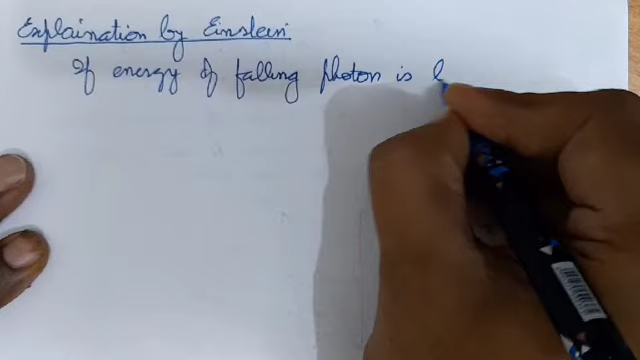 Explaination by Einstein:
If energy of falling photon is